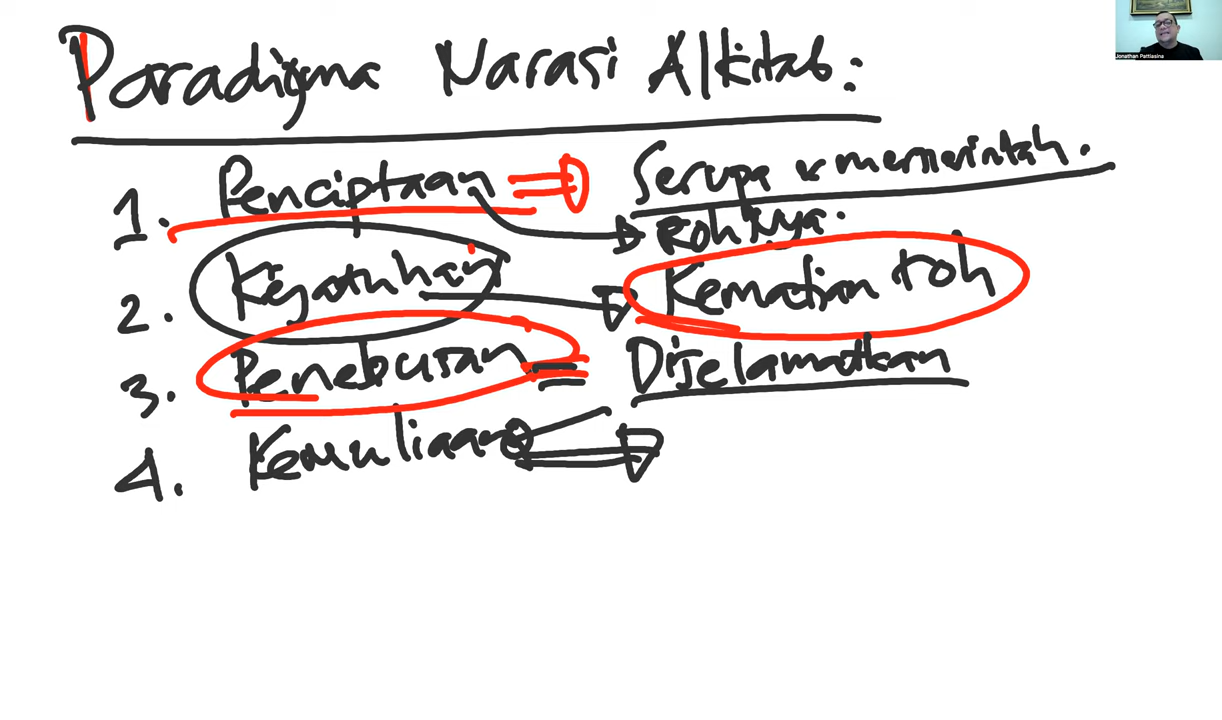 Paradigma Narasi Alkitab:
1. Penciptaan Serupa & memerintah.
RohNya.
2. Kejatuhan Kematian roh
3. Penebusan Diselamatkan
4. Kemuliaan
Jonathan Pattiasina